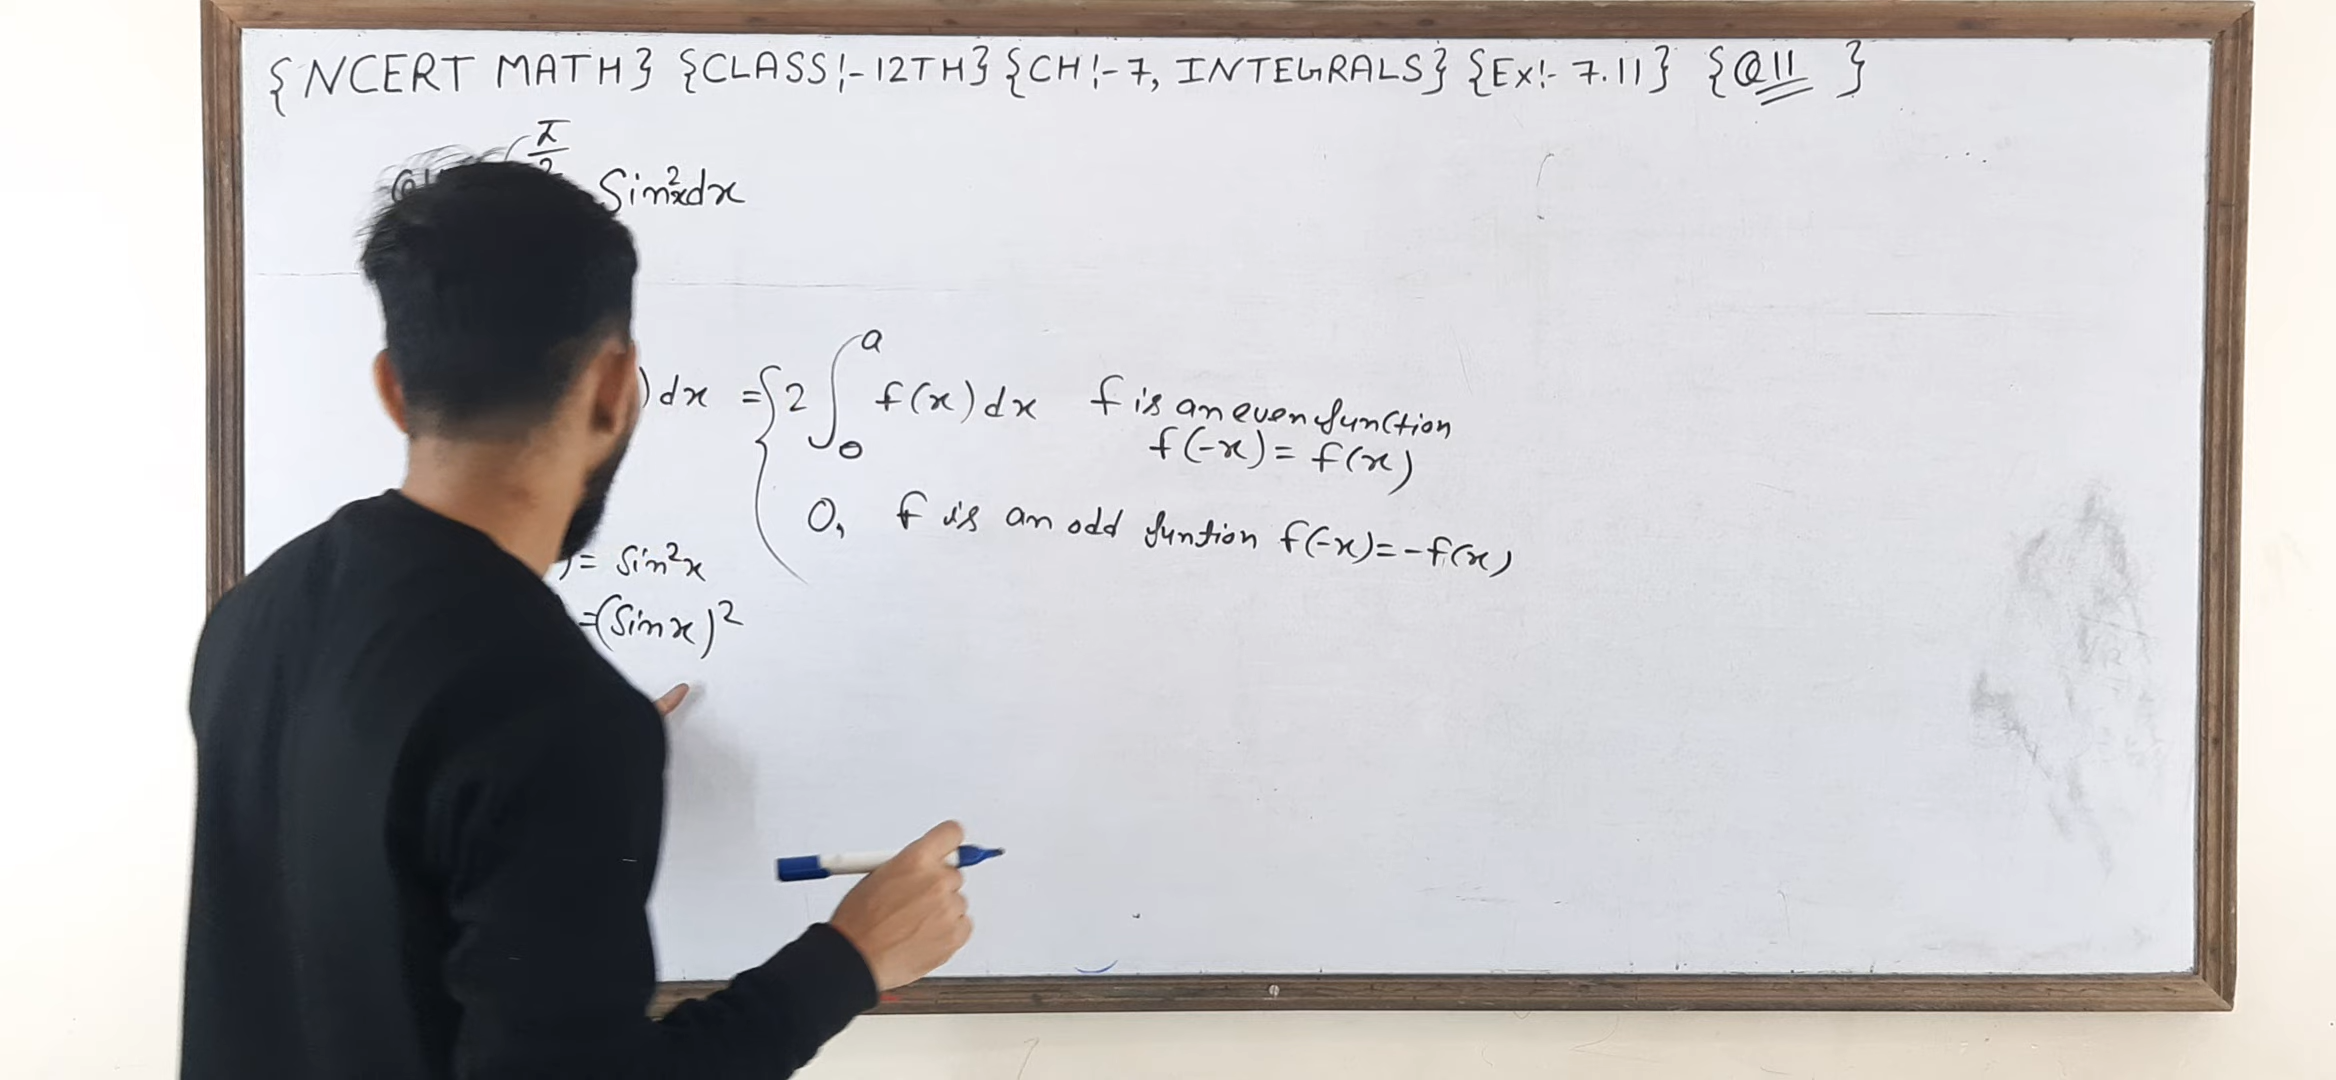 {NCERT MATH} {CLASS:-12TH} {CH:-7, INTEGRALS} {Ex:- 7.11} {Q11}
π/2 Sin²x dx
) dx = { 2 ∫₀ᵃ f(x) dx f is an even function
f(-x) = f(x)
0, f is an odd funtion f(-x) = -f(x)
) = Sin²x
= (Sin x)²